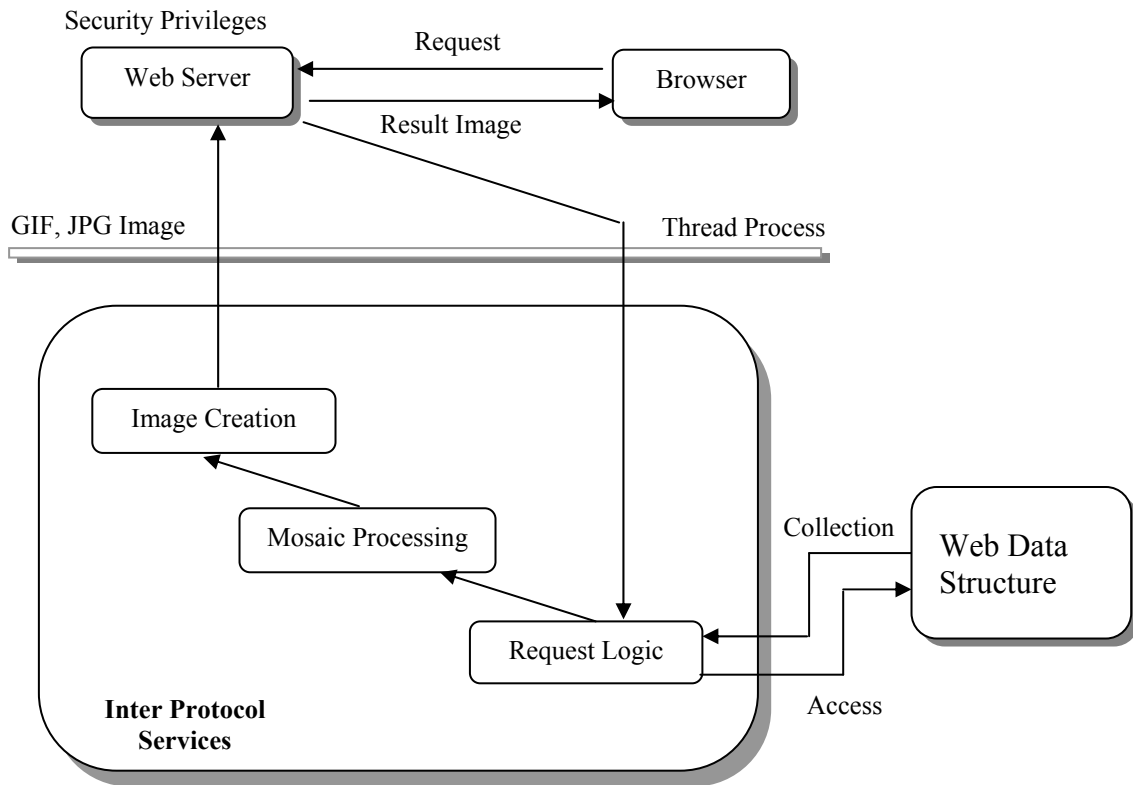 Security Privileges
Request
Web Server
Browser
Result Image
GIF, JPG Image
Thread Process
Image Creation
Mosaic Processing
Collection
Web Data
Structure
Request Logic
Access
Inter Protocol
Services